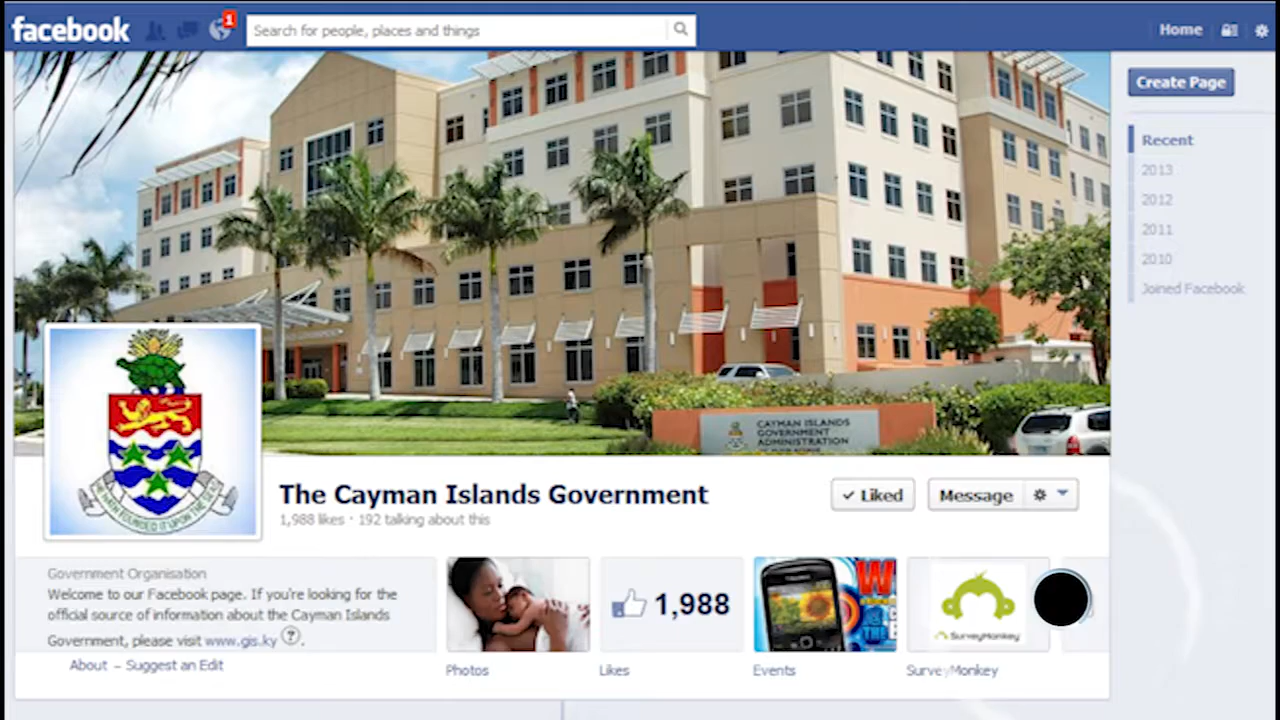 facebook
1
Search for people, places and things
Home
Create Page
Recent
2013
2012
2011
2010
Joined Facebook
CAYMAN ISLANDS
GOVERNMENT
ADMINISTRATION
The Cayman Islands Government
1,988 likes · 192 talking about this
✓ Liked
Message
Government Organisation
Welcome to our Facebook page. If you're looking for the
official source of information about the Cayman Islands
Government, please visit www.gis.ky ?.
About – Suggest an Edit
1,988
SurveyMonkey
Photos
Likes
Events
SurveyMonkey